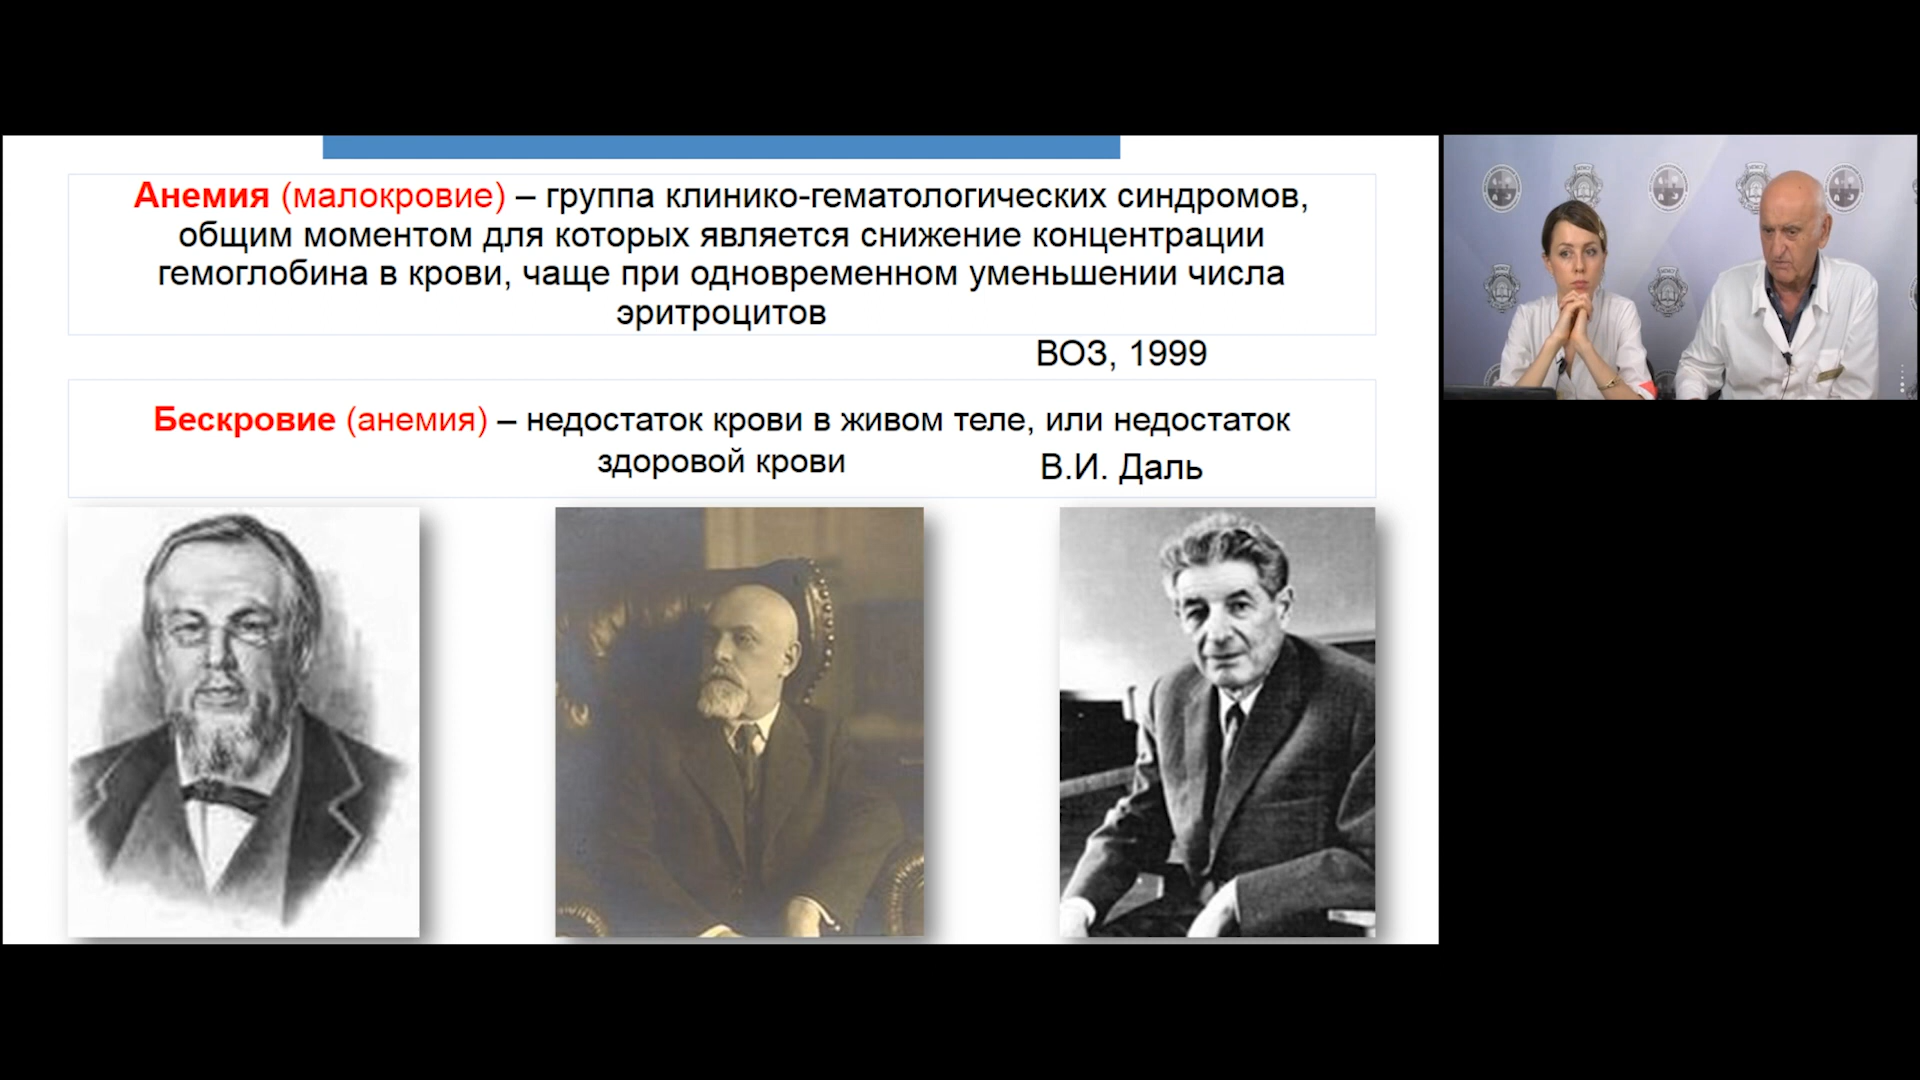 Анемия (малокровие) – группа клинико-гематологических синдромов,
общим моментом для которых является снижение концентрации
гемоглобина в крови, чаще при одновременном уменьшении числа
эритроцитов
ВОЗ, 1999
Бескровие (анемия) – недостаток крови в живом теле, или недостаток
здоровой крови
В.И. Даль